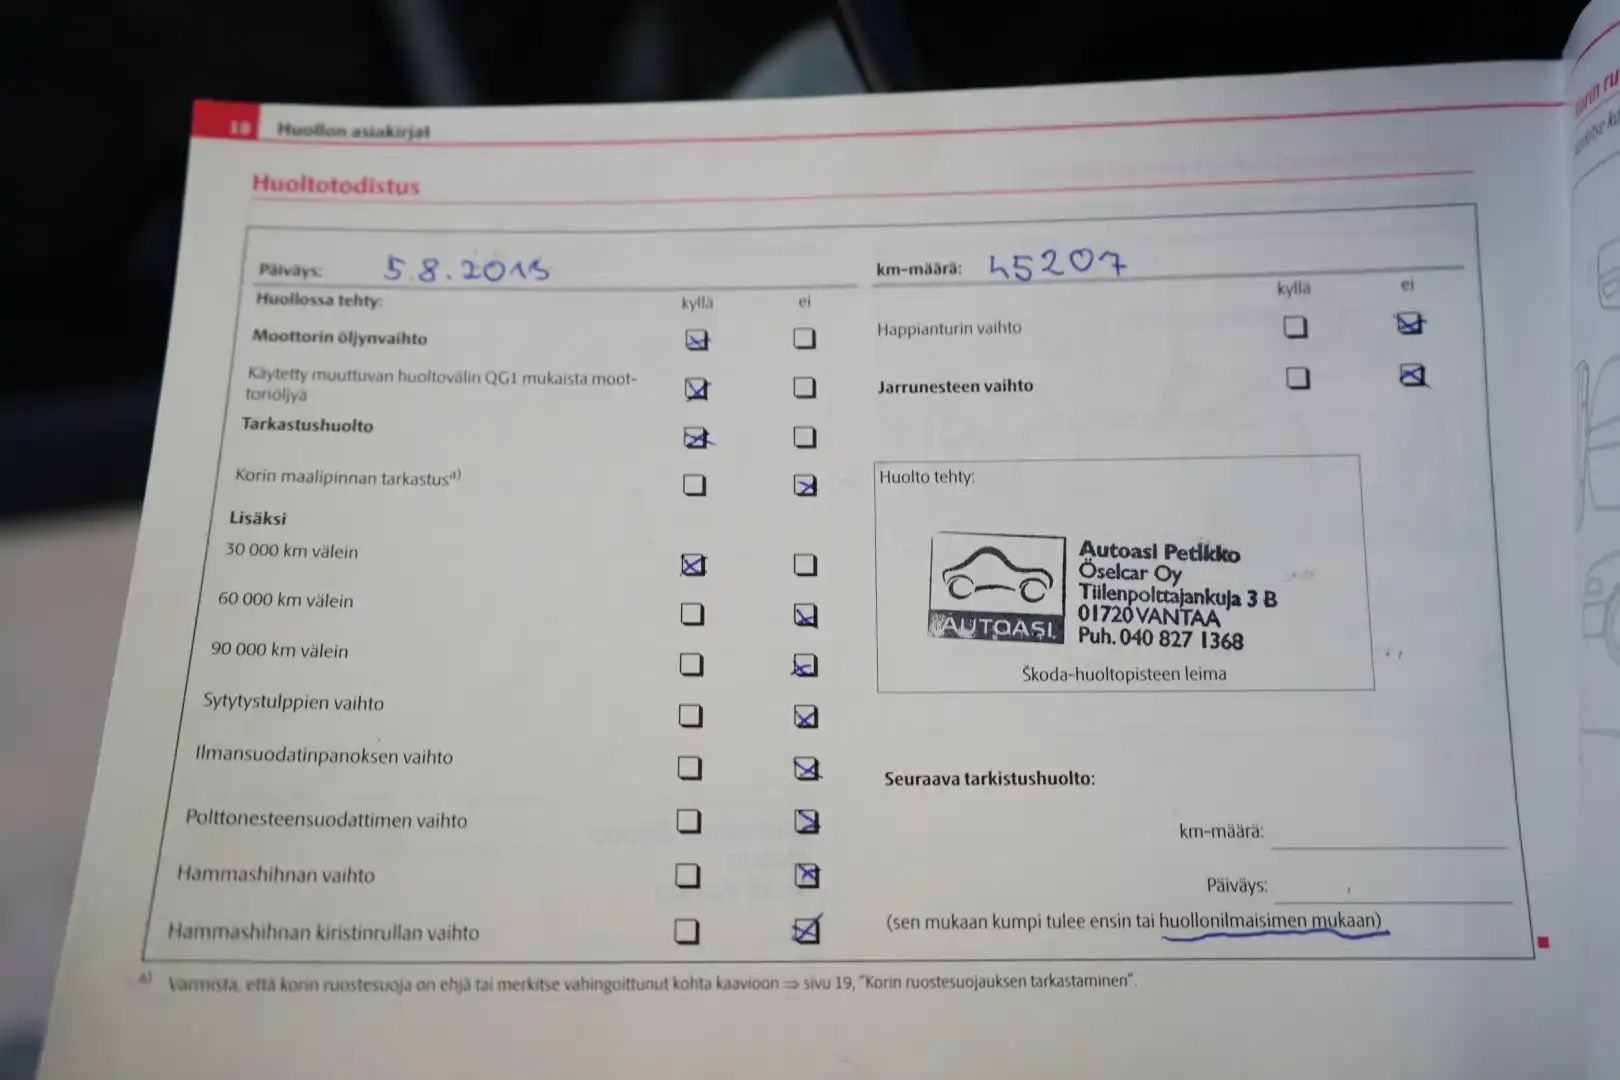 18 Huollon asiakirjat
Huoltotodistus
Päiväys: 5.8.2015
Huollossa tehty: kyllä ei
Moottorin öljynvaihto
Käytetty muuttuvan huoltovälin QG1 mukaista moot-
toriöljyä
Tarkastushuolto
Korin maalipinnan tarkastus a)
Lisäksi
30 000 km välein
60 000 km välein
90 000 km välein
Sytytystulppien vaihto
Ilmansuodatinpanoksen vaihto
Polttonesteensuodattimen vaihto
Hammashihnan vaihto
Hammashihnan kiristinrullan vaihto
km-määrä: 45207
kyllä ei
Happianturin vaihto
Jarrunesteen vaihto
Huolto tehty:
AUTOASI
Autoasi Petikko
Öselcar Oy
Tiilenpolttajankuja 3 B
01720 VANTAA
Puh. 040 827 1368
Škoda-huoltopisteen leima
Seuraava tarkistushuolto:
km-määrä:
Päiväys:
(sen mukaan kumpi tulee ensin tai huollonilmaisimen mukaan)
a) Varmista, että korin ruostesuoja on ehjä tai merkitse vahingoittunut kohta kaavioon ⇒ sivu 19, "Korin ruostesuojauksen tarkastaminen".
Korin ru